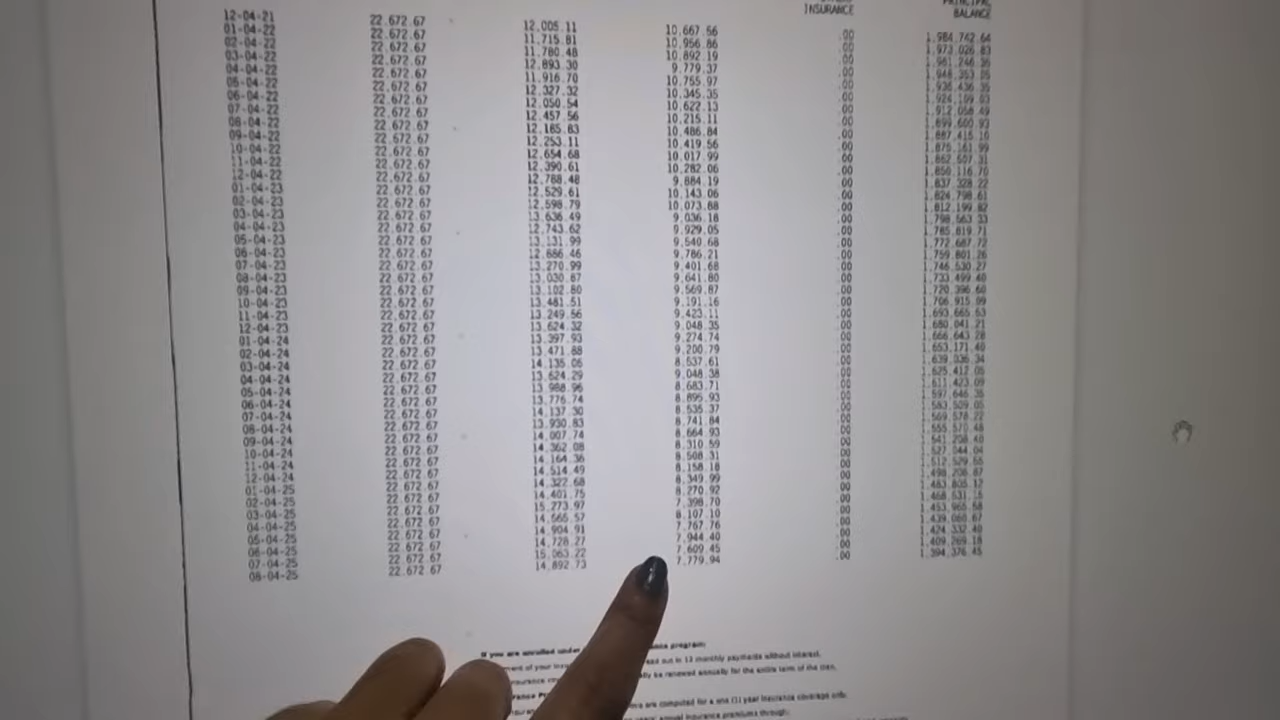 INSURANCE BALANCE
12-04-21 22,672.67 12,005.11 10,667.56 .00 1,984,742.64
01-04-22 22,672.67 11,715.81 10,956.86 .00 1,973,026.83
02-04-22 22,672.67 11,780.48 10,892.19 .00 1,961,246.35
03-04-22 22,672.67 12,893.30 9,779.37 .00 1,948,353.05
04-04-22 22,672.67 11,916.70 10,755.97 .00 1,936,436.35
05-04-22 22,672.67 12,327.32 10,345.35 .00 1,924,109.03
06-04-22 22,672.67 12,050.54 10,622.13 .00 1,912,058.49
07-04-22 22,672.67 12,457.56 10,215.11 .00 1,899,600.93
08-04-22 22,672.67 12,185.83 10,486.84 .00 1,887,415.10
09-04-22 22,672.67 12,253.11 10,419.56 .00 1,875,161.99
10-04-22 22,672.67 12,654.68 10,017.99 .00 1,862,507.31
11-04-22 22,672.67 12,390.61 10,282.06 .00 1,850,116.70
12-04-22 22,672.67 12,788.48 9,884.19 .00 1,837,328.22
01-04-23 22,672.67 12,529.61 10,143.06 .00 1,824,798.61
02-04-23 22,672.67 12,598.79 10,073.88 .00 1,812,199.82
03-04-23 22,672.67 13,636.49 9,036.18 .00 1,798,563.33
04-04-23 22,672.67 12,743.62 9,929.05 .00 1,785,819.71
05-04-23 22,672.67 13,131.99 9,540.68 .00 1,772,687.72
06-04-23 22,672.67 12,886.46 9,786.21 .00 1,759,801.26
07-04-23 22,672.67 13,270.99 9,401.68 .00 1,746,530.27
08-04-23 22,672.67 13,030.87 9,641.80 .00 1,733,499.40
09-04-23 22,672.67 13,102.80 9,569.87 .00 1,720,396.60
10-04-23 22,672.67 13,481.51 9,191.16 .00 1,706,915.09
11-04-23 22,672.67 13,249.56 9,423.11 .00 1,693,665.53
12-04-23 22,672.67 13,624.32 9,048.35 .00 1,680,041.21
01-04-24 22,672.67 13,397.93 9,274.74 .00 1,666,643.28
02-04-24 22,672.67 13,471.88 9,200.79 .00 1,653,171.40
03-04-24 22,672.67 14,135.06 8,537.61 .00 1,639,036.34
04-04-24 22,672.67 13,624.29 9,048.38 .00 1,625,412.05
05-04-24 22,672.67 13,988.96 8,683.71 .00 1,611,423.09
06-04-24 22,672.67 13,776.74 8,895.93 .00 1,597,646.35
07-04-24 22,672.67 14,137.30 8,535.37 .00 1,583,509.05
08-04-24 22,672.67 13,930.83 8,741.84 .00 1,569,578.22
09-04-24 22,672.67 14,007.74 8,664.93 .00 1,555,570.48
10-04-24 22,672.67 14,362.08 8,310.59 .00 1,541,208.40
11-04-24 22,672.67 14,164.36 8,508.31 .00 1,527,044.04
12-04-24 22,672.67 14,514.49 8,158.18 .00 1,512,529.55
01-04-25 22,672.67 14,322.68 8,349.99 .00 1,498,206.87
02-04-25 22,672.67 14,401.75 8,270.92 .00 1,483,805.12
03-04-25 22,672.67 15,273.97 7,398.70 .00 1,468,531.15
04-04-25 22,672.67 14,565.57 8,107.10 .00 1,453,965.58
05-04-25 22,672.67 14,904.91 7,767.76 .00 1,439,060.67
06-04-25 22,672.67 14,728.27 7,944.40 .00 1,424,332.40
07-04-25 22,672.67 15,063.22 7,609.45 .00 1,409,269.18
08-04-25 22,672.67 14,892.73 7,779.94 .00 1,394,376.45
If you are enrolled under program:
of your out in 12 monthly payments without interest.
be renewed annually for the entire term of the loan.
computed for a one (1) year insurance coverage only.
annual insurance premiums through: